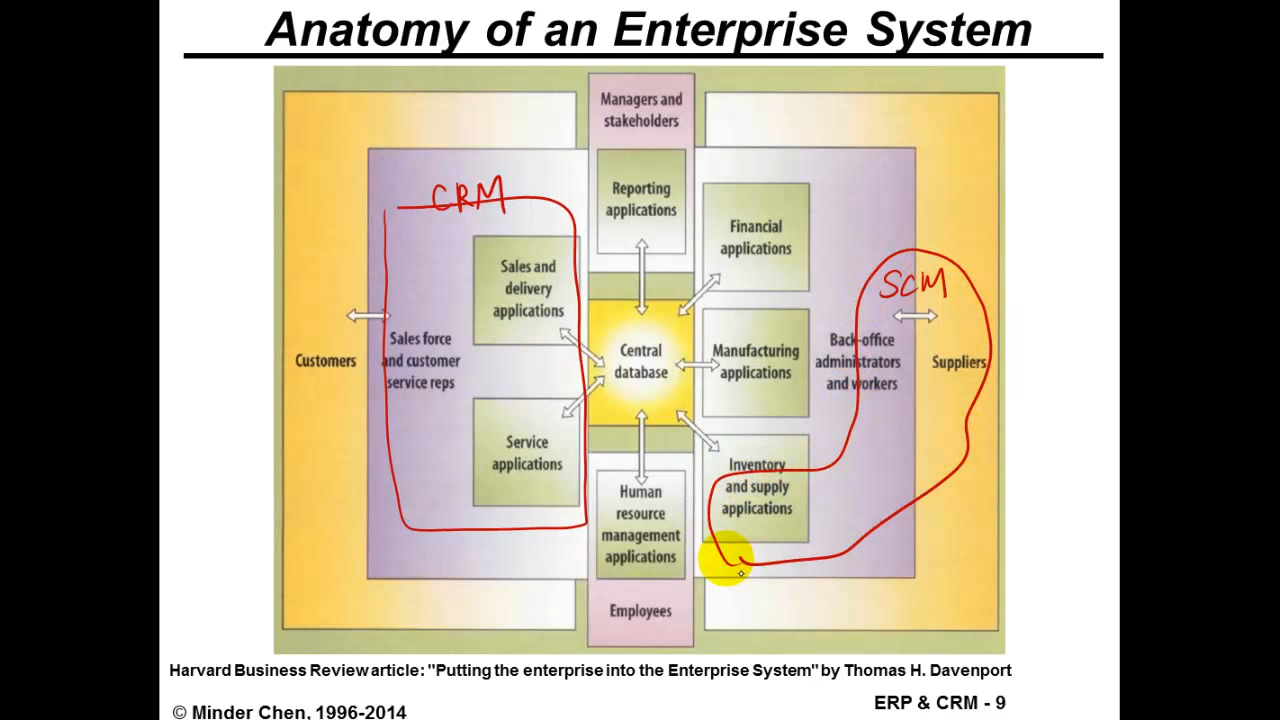 Anatomy of an Enterprise System
Managers and
stakeholders
Reporting
applications
Financial
applications
CRM
Sales and
delivery
applications
SCM
Customers
Sales force
and customer
service reps
Central
database
Manufacturing
applications
Back-office
administrators
and workers
Suppliers
Service
applications
Inventory
and supply
applications
Human
resource
management
applications
Employees
Harvard Business Review article: "Putting the enterprise into the Enterprise System" by Thomas H. Davenport
ERP & CRM - 9
© Minder Chen, 1996-2014